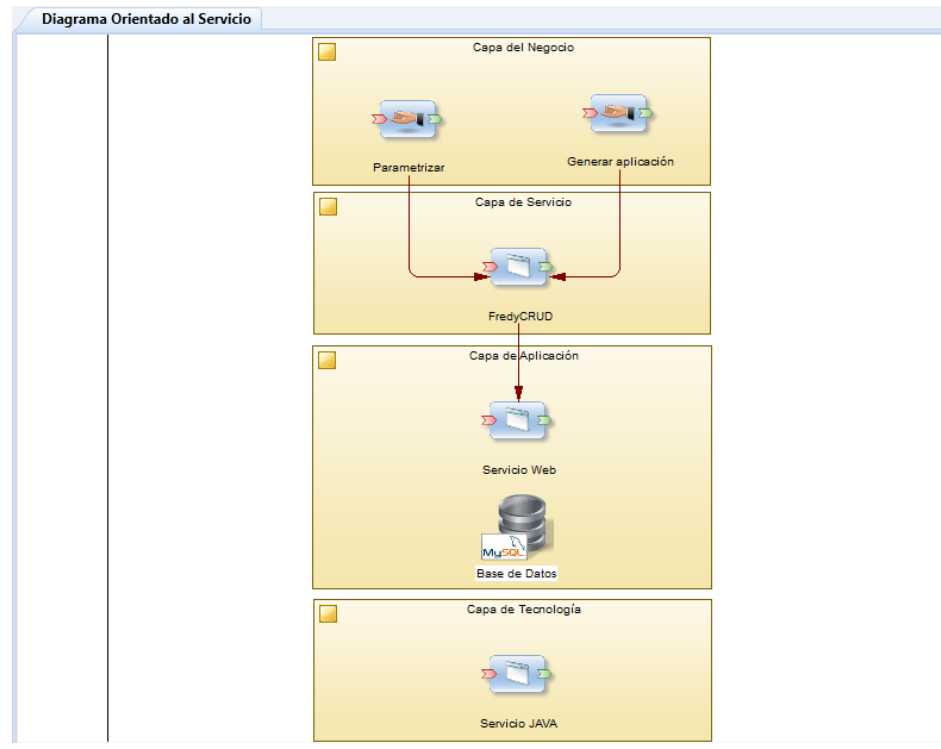 Diagrama Orientado al Servicio
Capa del Negocio
Parametrizar
Generar aplicación
Capa de Servicio
FredyCRUD
Capa de Aplicación
Servicio Web
MySQL
Base de Datos
Capa de Tecnología
Servicio JAVA